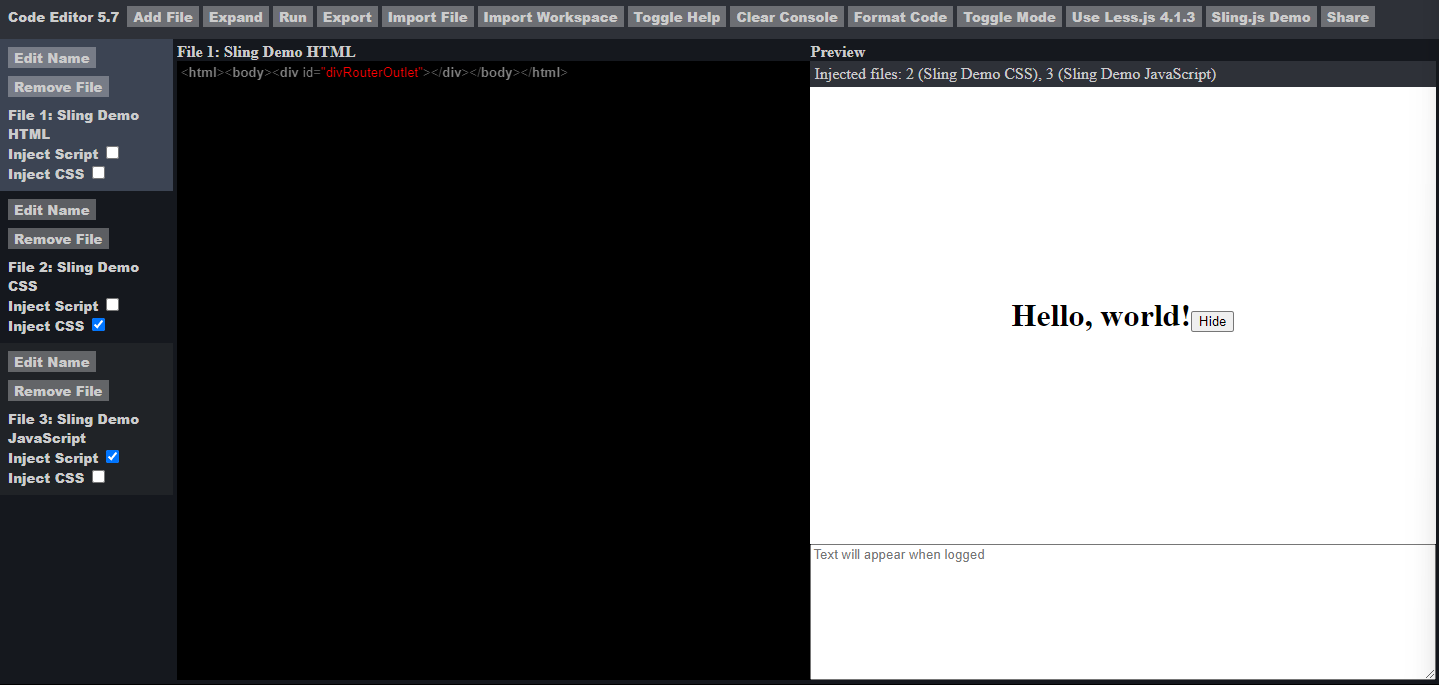 Code Editor 5.7 Add File Expand Run Export Import File Import Workspace Toggle Help Clear Console Format Code Toggle Mode Use Less.js 4.1.3 Sling.js Demo Share
Edit Name
Remove File
File 1: Sling Demo
HTML
Inject Script
Inject CSS
Edit Name
Remove File
File 2: Sling Demo
CSS
Inject Script
Inject CSS
Edit Name
Remove File
File 3: Sling Demo
JavaScript
Inject Script
Inject CSS
File 1: Sling Demo HTML
<html><body><div id="divRouterOutlet"></div></body></html>
Preview
Injected files: 2 (Sling Demo CSS), 3 (Sling Demo JavaScript)
Hello, world! Hide
Text will appear when logged